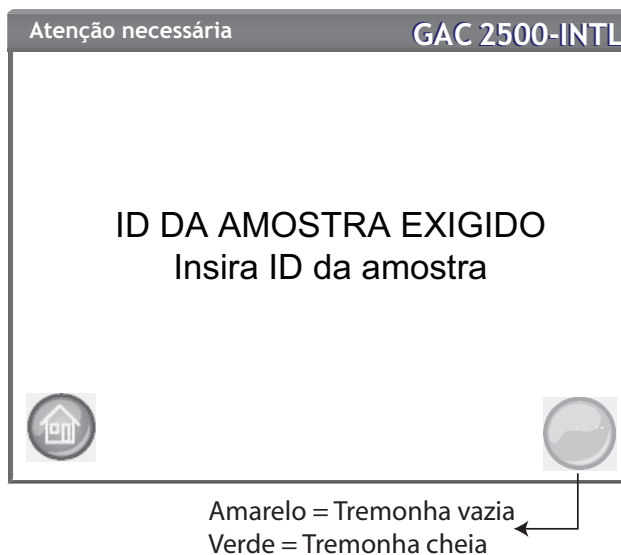 Atenção necessária GAC 2500-INTL
ID DA AMOSTRA EXIGIDO
Insira ID da amostra
Amarelo = Tremonha vazia
Verde = Tremonha cheia